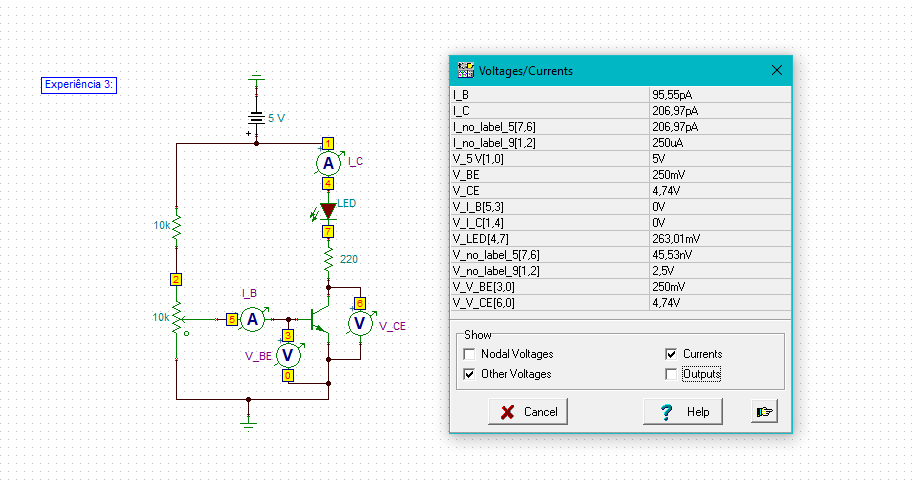 Experiência 3:
5 V
+
1
A
I_C
4
LED
7
10k
220
2
I_B
6
10k
5
A
V
V_CE
3
V_BE
V
0
Voltages/Currents
I_B 95,55pA
I_C 206,97pA
I_no_label_5[7,6] 206,97pA
I_no_label_9[1,2] 250uA
V_5 V[1,0] 5V
V_BE 250mV
V_CE 4,74V
V_I_B[5,3] 0V
V_I_C[1,4] 0V
V_LED[4,7] 263,01mV
V_no_label_5[7,6] 45,53nV
V_no_label_9[1,2] 2,5V
V_V_BE[3,0] 250mV
V_V_CE[6,0] 4,74V
Show
Nodal Voltages Currents
Other Voltages Outputs
Cancel ? Help